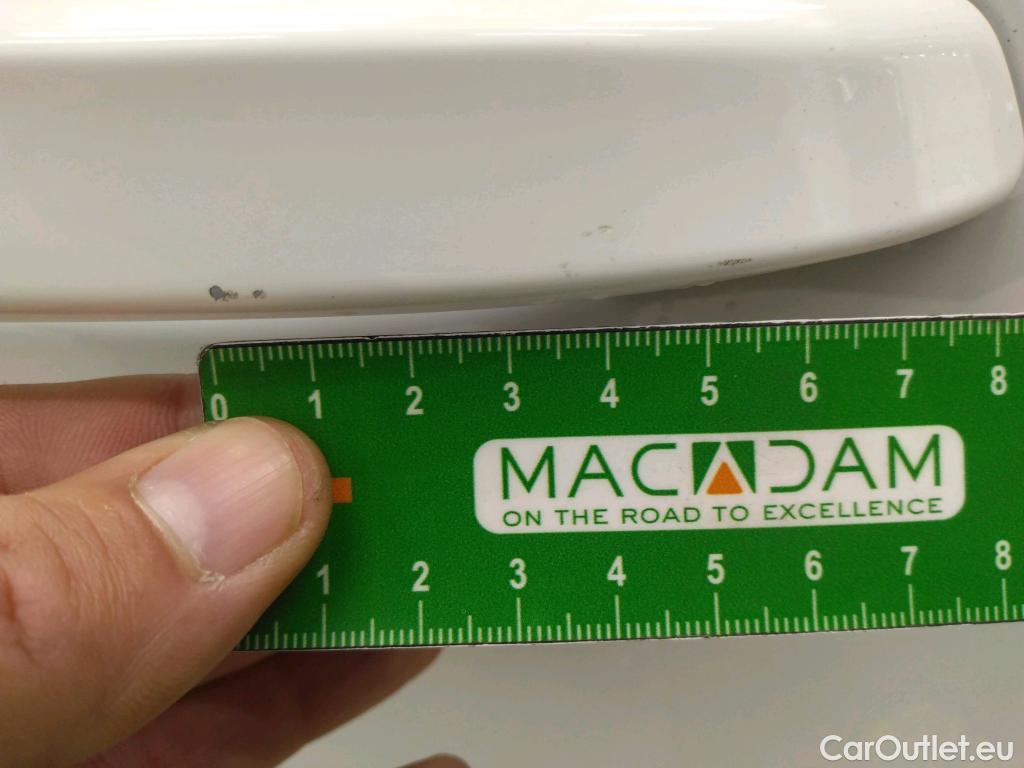 0 1 2 3 4 5 6 7 8
MACADAM
ON THE ROAD TO EXCELLENCE
1 2 3 4 5 6 7 8
CarOutlet.eu